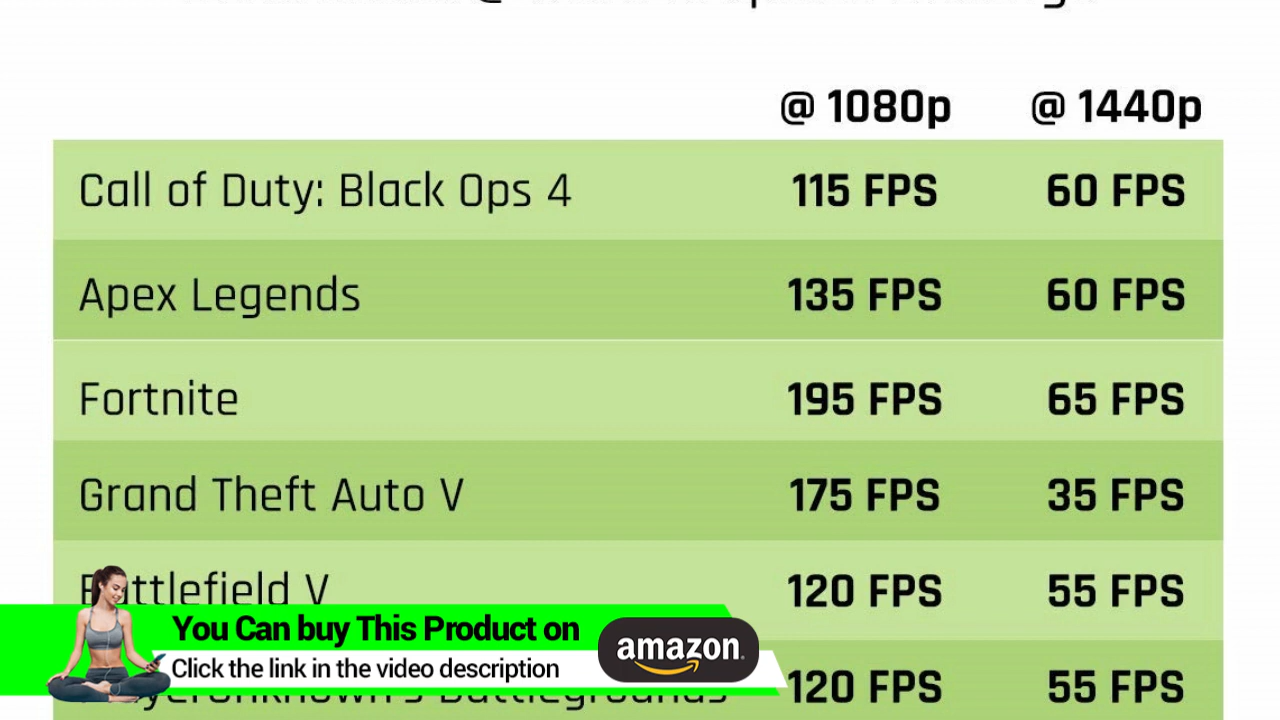 @ 1080p @ 1440p
Call of Duty: Black Ops 4 115 FPS 60 FPS
Apex Legends 135 FPS 60 FPS
Fortnite 195 FPS 65 FPS
Grand Theft Auto V 175 FPS 35 FPS
Battlefield V 120 FPS 55 FPS
You Can buy This Product on
amazon
Click the link in the video description
Battlegrounds 120 FPS 55 FPS